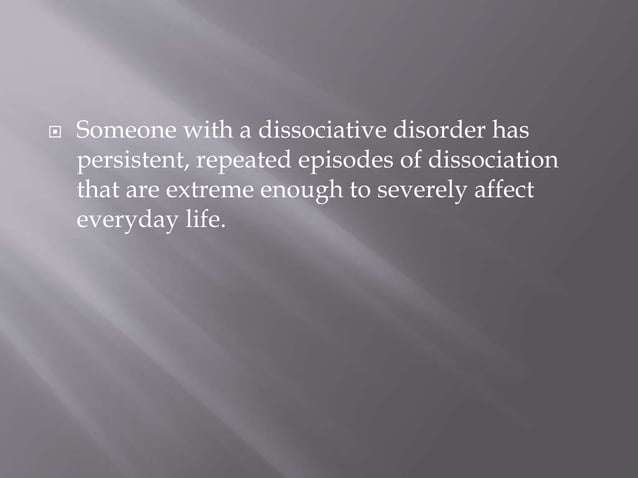 Someone with a dissociative disorder has
persistent, repeated episodes of dissociation
that are extreme enough to severely affect
everyday life.